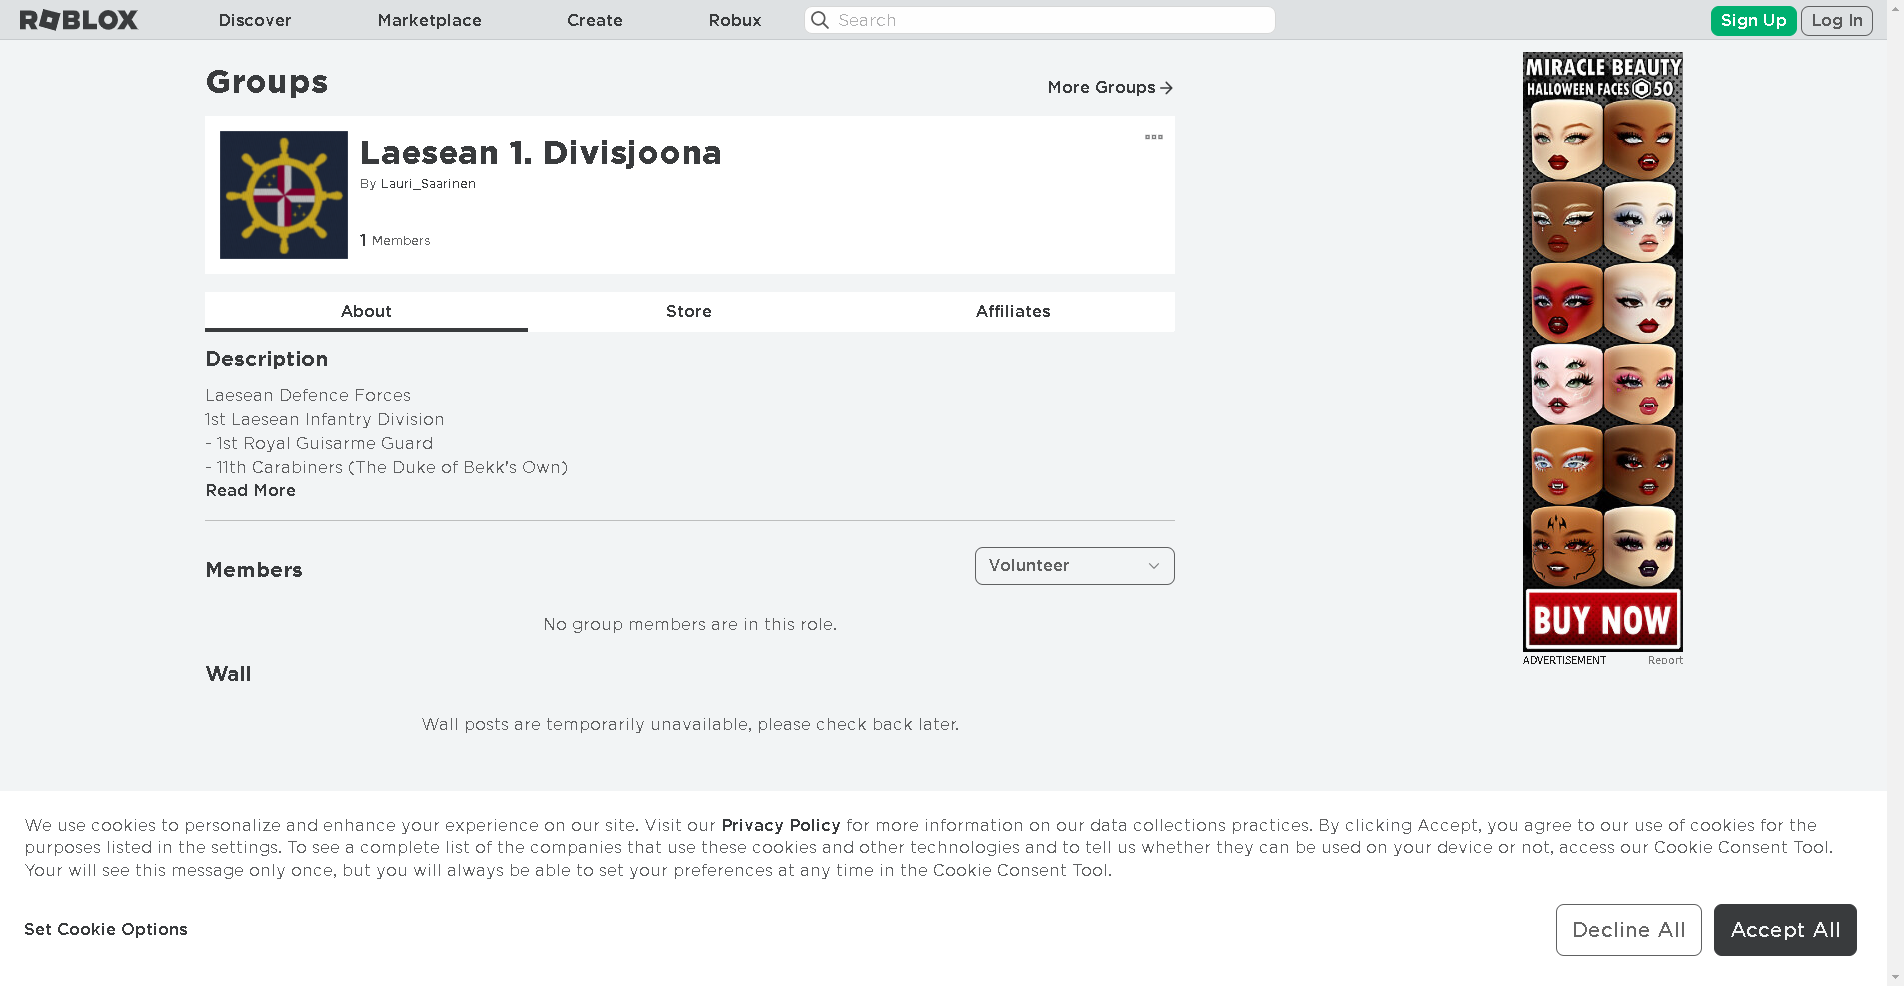 ROBLOX
Discover
Marketplace
Create
Robux
Search
Sign Up
Log In
Groups
More Groups
Laesean 1. Divisjoona
By Lauri_Saarinen
1 Members
About
Store
Affiliates
Description
Laesean Defence Forces
1st Laesean Infantry Division
- 1st Royal Guisarme Guard
- 11th Carabiners (The Duke of Bekk's Own)
Read More
Members
Volunteer
No group members are in this role.
Wall
Wall posts are temporarily unavailable, please check back later.
MIRACLE BEAUTY
HALLOWEEN FACES 50
BUY NOW
ADVERTISEMENT
Report
We use cookies to personalize and enhance your experience on our site. Visit our Privacy Policy for more information on our data collections practices. By clicking Accept, you agree to our use of cookies for the
purposes listed in the settings. To see a complete list of the companies that use these cookies and other technologies and to tell us whether they can be used on your device or not, access our Cookie Consent Tool.
Your will see this message only once, but you will always be able to set your preferences at any time in the Cookie Consent Tool.
Set Cookie Options
Decline All
Accept All